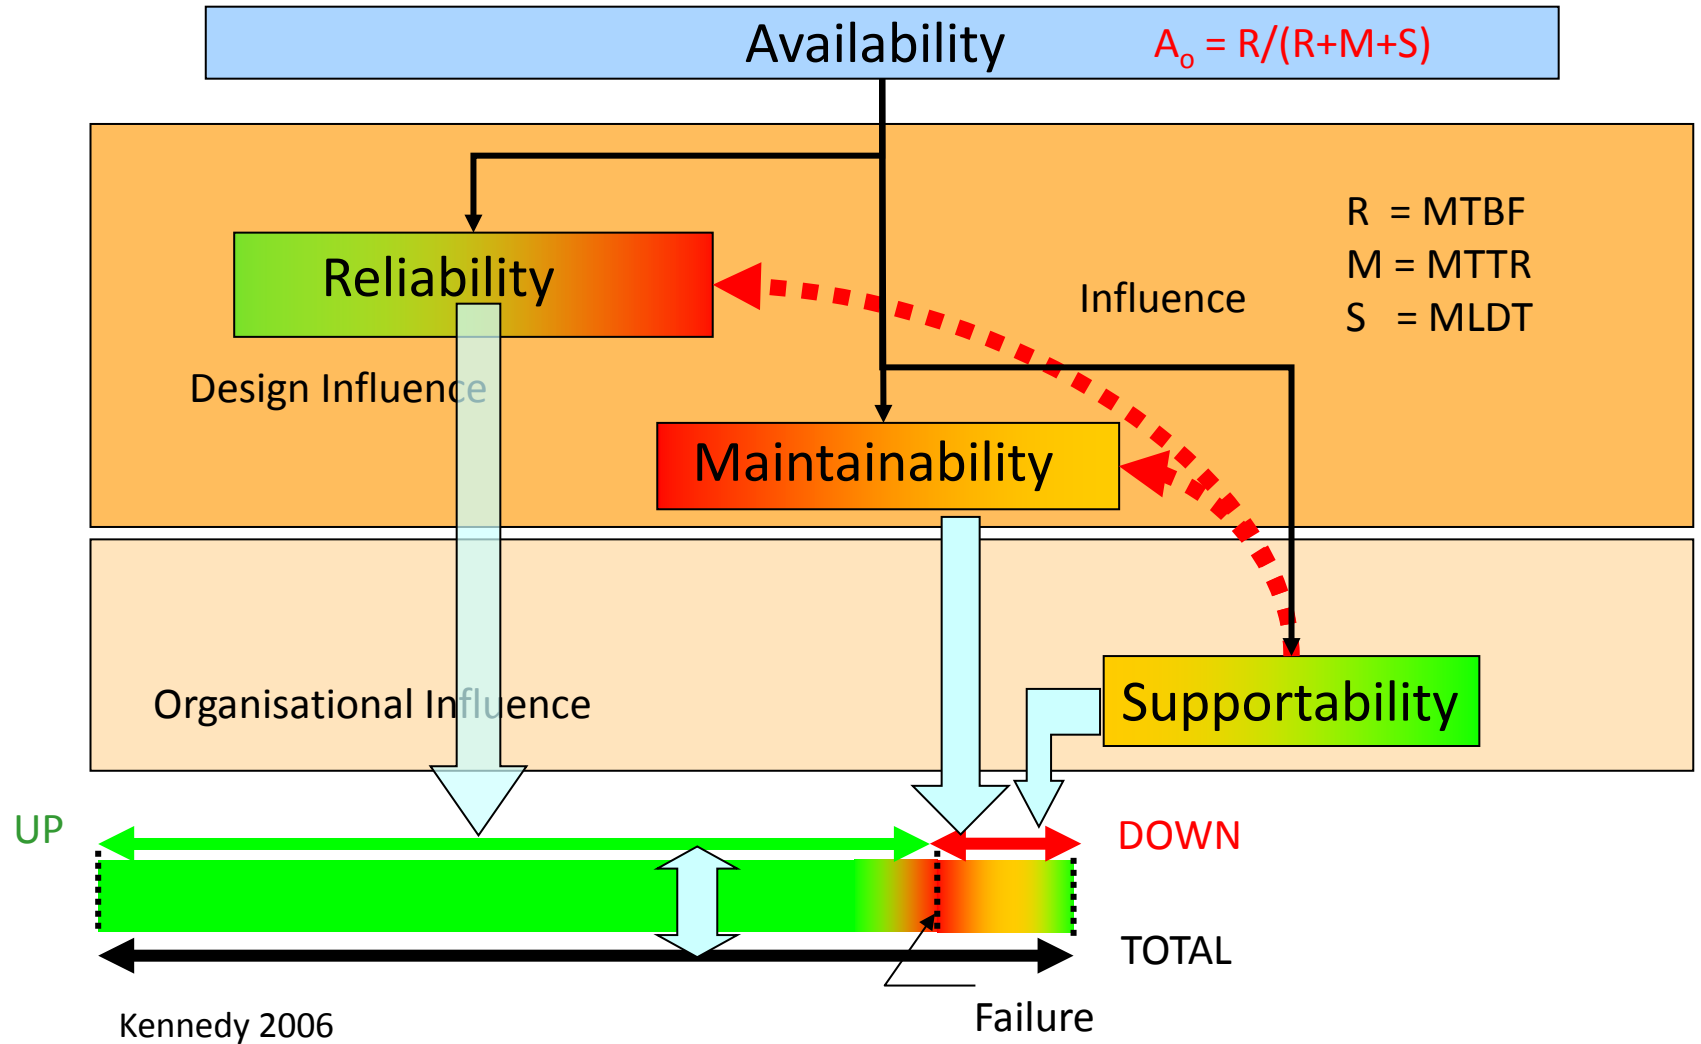 Availability
Aₒ = R/(R+M+S)
R = MTBF
M = MTTR
S = MLDT
Reliability
Influence
Design Influence
Maintainability
Organisational Influence
Supportability
UP
DOWN
TOTAL
Failure
Kennedy 2006